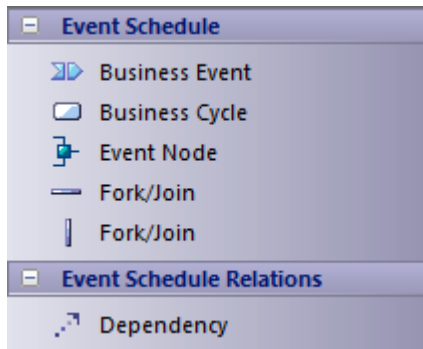 Event Schedule
Business Event
Business Cycle
Event Node
Fork/Join
Fork/Join
Event Schedule Relations
Dependency